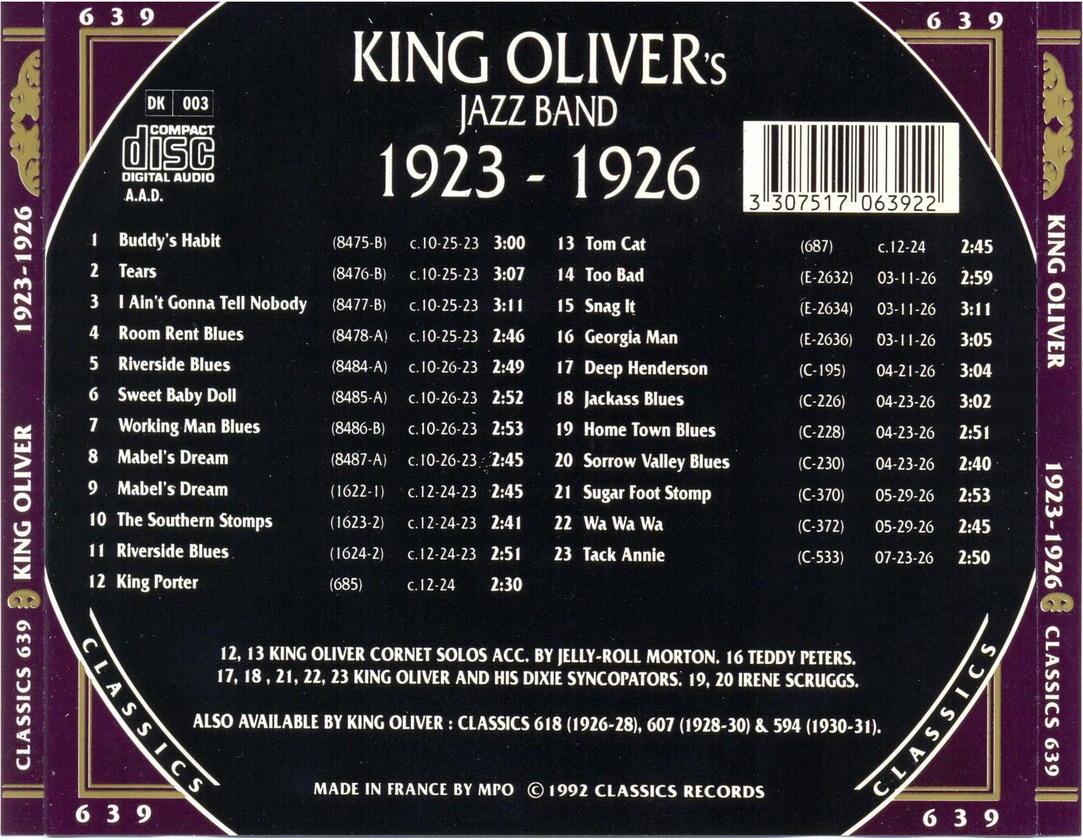 6 3 9
6 3 9
KING OLIVER's
JAZZ BAND
1923 - 1926
DK 003
COMPACT
disc
DIGITAL AUDIO
A.A.D.
3 307517 063922
1 Buddy's Habit (8475-B) c.10-25-23 3:00
2 Tears (8476-B) c.10-25-23 3:07
3 I Ain't Gonna Tell Nobody (8477-B) c.10-25-23 3:11
4 Room Rent Blues (8478-A) c.10-25-23 2:46
5 Riverside Blues (8484-A) c.10-26-23 2:49
6 Sweet Baby Doll (8485-A) c.10-26-23 2:52
7 Working Man Blues (8486-B) c.10-26-23 2:53
8 Mabel's Dream (8487-A) c.10-26-23 2:45
9 Mabel's Dream (1622-1) c.12-24-23 2:45
10 The Southern Stomps (1623-2) c.12-24-23 2:41
11 Riverside Blues (1624-2) c.12-24-23 2:51
12 King Porter (685) c.12-24 2:30
13 Tom Cat (687) c.12-24 2:45
14 Too Bad (E-2632) 03-11-26 2:59
15 Snag It (E-2634) 03-11-26 3:11
16 Georgia Man (E-2636) 03-11-26 3:05
17 Deep Henderson (C-195) 04-21-26 3:04
18 Jackass Blues (C-226) 04-23-26 3:02
19 Home Town Blues (C-228) 04-23-26 2:51
20 Sorrow Valley Blues (C-230) 04-23-26 2:40
21 Sugar Foot Stomp (C-370) 05-29-26 2:53
22 Wa Wa Wa (C-372) 05-29-26 2:45
23 Tack Annie (C-533) 07-23-26 2:50
12, 13 KING OLIVER CORNET SOLOS ACC. BY JELLY-ROLL MORTON. 16 TEDDY PETERS.
17, 18 , 21, 22, 23 KING OLIVER AND HIS DIXIE SYNCOPATORS. 19, 20 IRENE SCRUGGS.
ALSO AVAILABLE BY KING OLIVER : CLASSICS 618 (1926-28), 607 (1928-30) & 594 (1930-31).
MADE IN FRANCE BY MPO © 1992 CLASSICS RECORDS
CLASSICS
CLASSICS
6 3 9
6 3 9
CLASSICS 639 KING OLIVER 1923-1926
KING OLIVER 1923-1926 CLASSICS 639